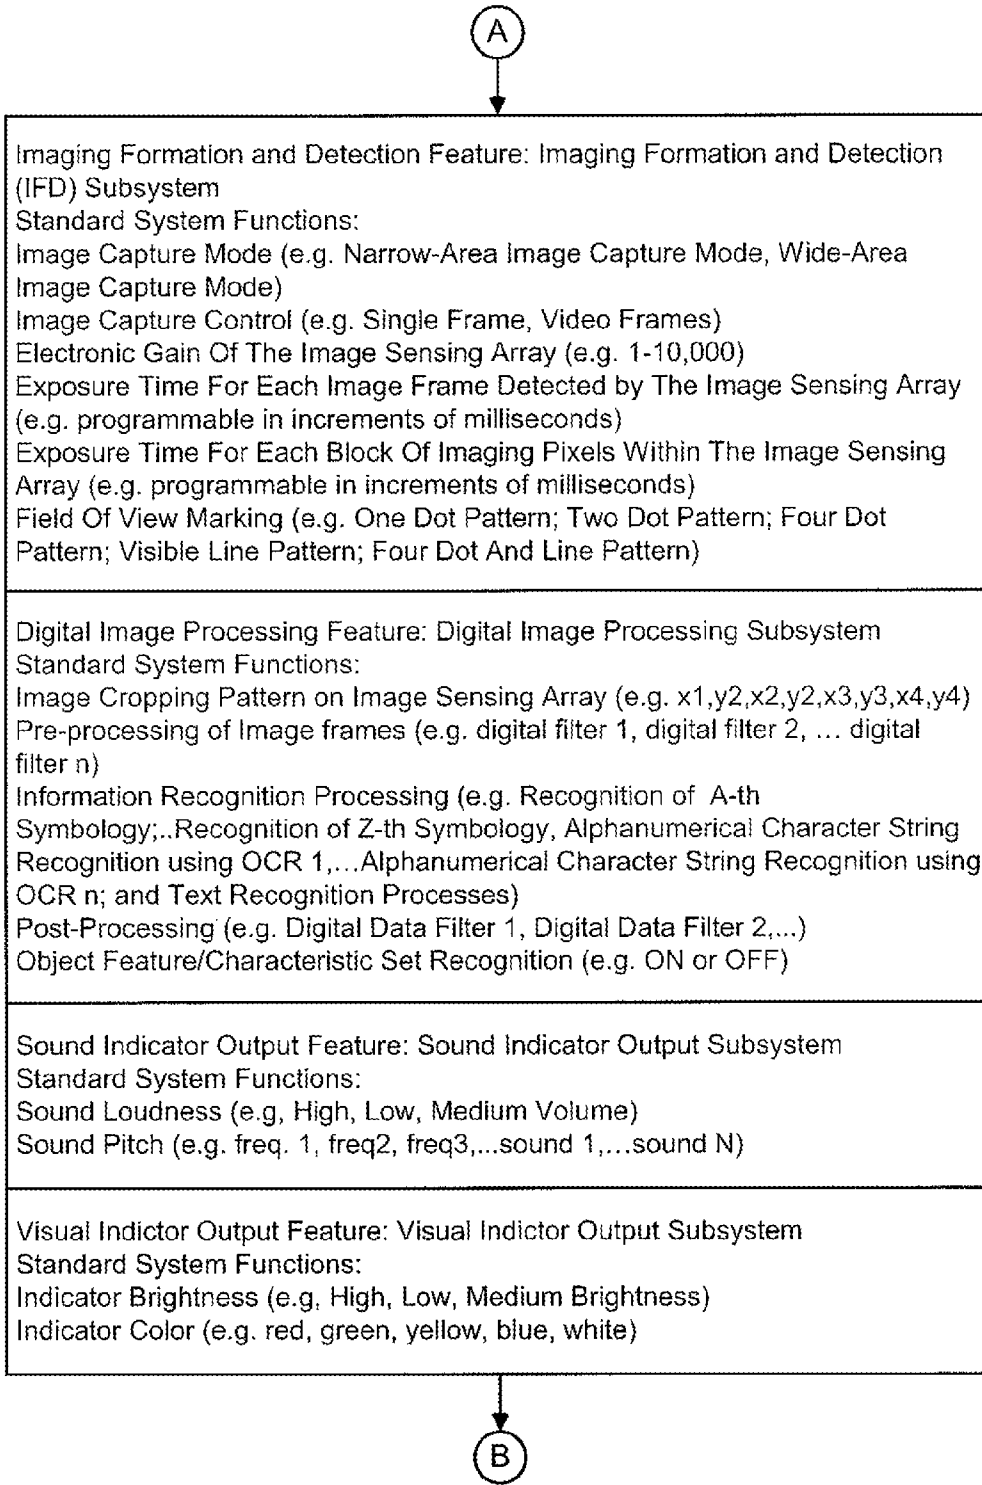 A
Imaging Formation and Detection Feature: Imaging Formation and Detection
(IFD) Subsystem
Standard System Functions:
Image Capture Mode (e.g. Narrow-Area Image Capture Mode, Wide-Area
Image Capture Mode)
Image Capture Control (e.g. Single Frame, Video Frames)
Electronic Gain Of The Image Sensing Array (e.g. 1-10,000)
Exposure Time For Each Image Frame Detected by The Image Sensing Array
(e.g. programmable in increments of milliseconds)
Exposure Time For Each Block Of Imaging Pixels Within The Image Sensing
Array (e.g. programmable in increments of milliseconds)
Field Of View Marking (e.g. One Dot Pattern; Two Dot Pattern; Four Dot
Pattern; Visible Line Pattern; Four Dot And Line Pattern)
Digital Image Processing Feature: Digital Image Processing Subsystem
Standard System Functions:
Image Cropping Pattern on Image Sensing Array (e.g. x1,y2,x2,y2,x3,y3,x4,y4)
Pre-processing of Image frames (e.g. digital filter 1, digital filter 2, ... digital
filter n)
Information Recognition Processing (e.g. Recognition of A-th
Symbology;..Recognition of Z-th Symbology, Alphanumerical Character String
Recognition using OCR 1,...Alphanumerical Character String Recognition using
OCR n; and Text Recognition Processes)
Post-Processing (e.g. Digital Data Filter 1, Digital Data Filter 2,...)
Object Feature/Characteristic Set Recognition (e.g. ON or OFF)
Sound Indicator Output Feature: Sound Indicator Output Subsystem
Standard System Functions:
Sound Loudness (e.g, High, Low, Medium Volume)
Sound Pitch (e.g. freq. 1, freq2, freq3,...sound 1,...sound N)
Visual Indictor Output Feature: Visual Indictor Output Subsystem
Standard System Functions:
Indicator Brightness (e.g, High, Low, Medium Brightness)
Indicator Color (e.g. red, green, yellow, blue, white)
B